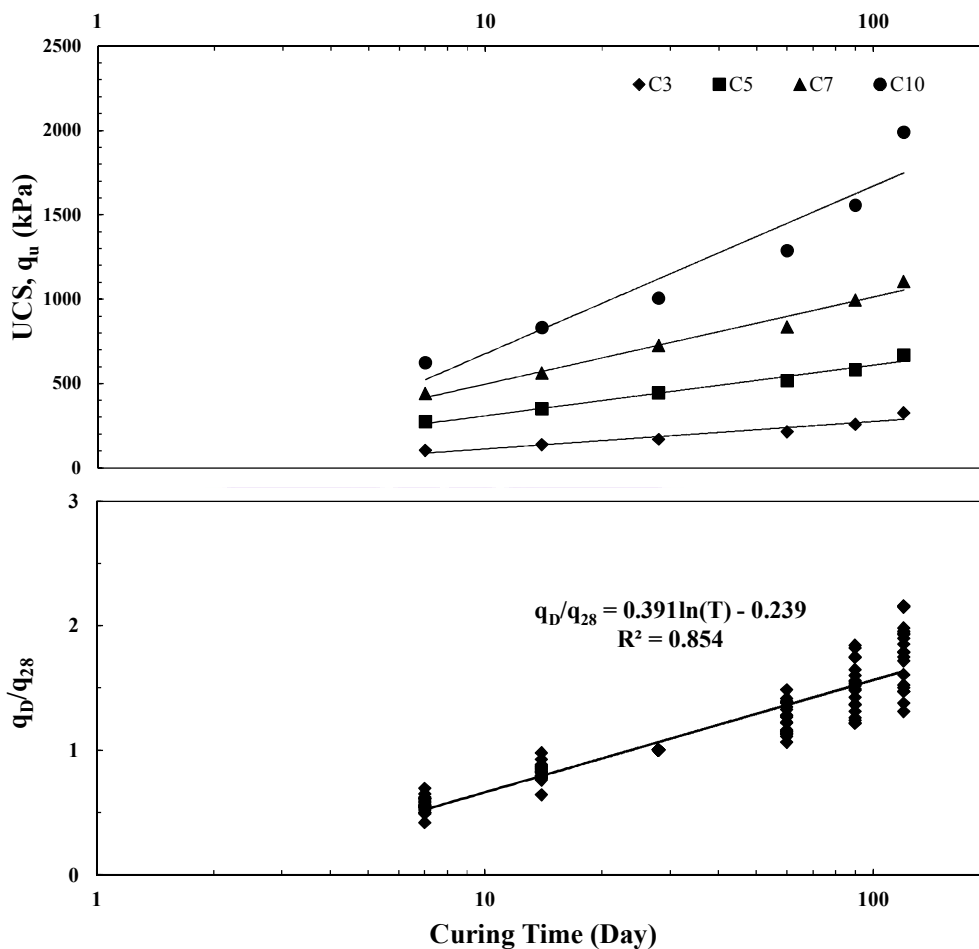 1 10 100
2500
2000
1500
1000
500
0
C3 C5 C7 C10
UCS, qu (kPa)
3
2
1
0
qD/q28 = 0.391ln(T) - 0.239
R² = 0.854
qD/q28
1 10 100
Curing Time (Day)